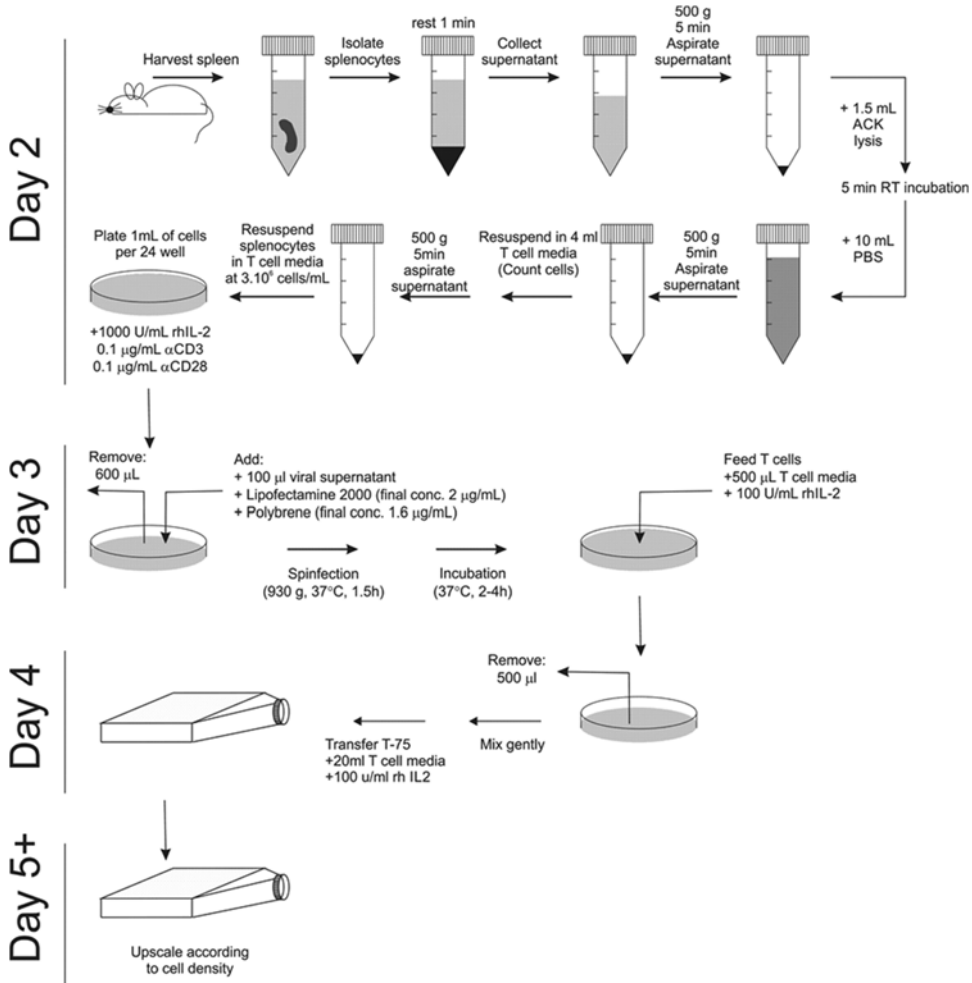 Day 2
Harvest spleen
Isolate
splenocytes
rest 1 min
Collect
supernatant
500 g
5 min
Aspirate
supernatant
+ 1.5 mL
ACK
lysis
5 min RT incubation
+ 10 mL
PBS
500 g
5min
Aspirate
supernatant
Resuspend in 4 ml
T cell media
(Count cells)
500 g
5min
aspirate
supernatant
Resuspend
splenocytes
in T cell media
at 3.10⁶ cells/mL
Plate 1mL of cells
per 24 well
+1000 U/mL rhIL-2
0.1 µg/mL αCD3
0.1 µg/mL αCD28
Day 3
Remove:
600 µL
Add:
+ 100 µl viral supernatant
+ Lipofectamine 2000 (final conc. 2 µg/mL)
+ Polybrene (final conc. 1.6 µg/mL)
Spinfection
(930 g, 37°C, 1.5h)
Incubation
(37°C, 2-4h)
Feed T cells
+500 µL T cell media
+ 100 U/mL rhIL-2
Day 4
Remove:
500 µl
Mix gently
Transfer T-75
+20ml T cell media
+100 u/ml rh IL2
Day 5+
Upscale according
to cell density